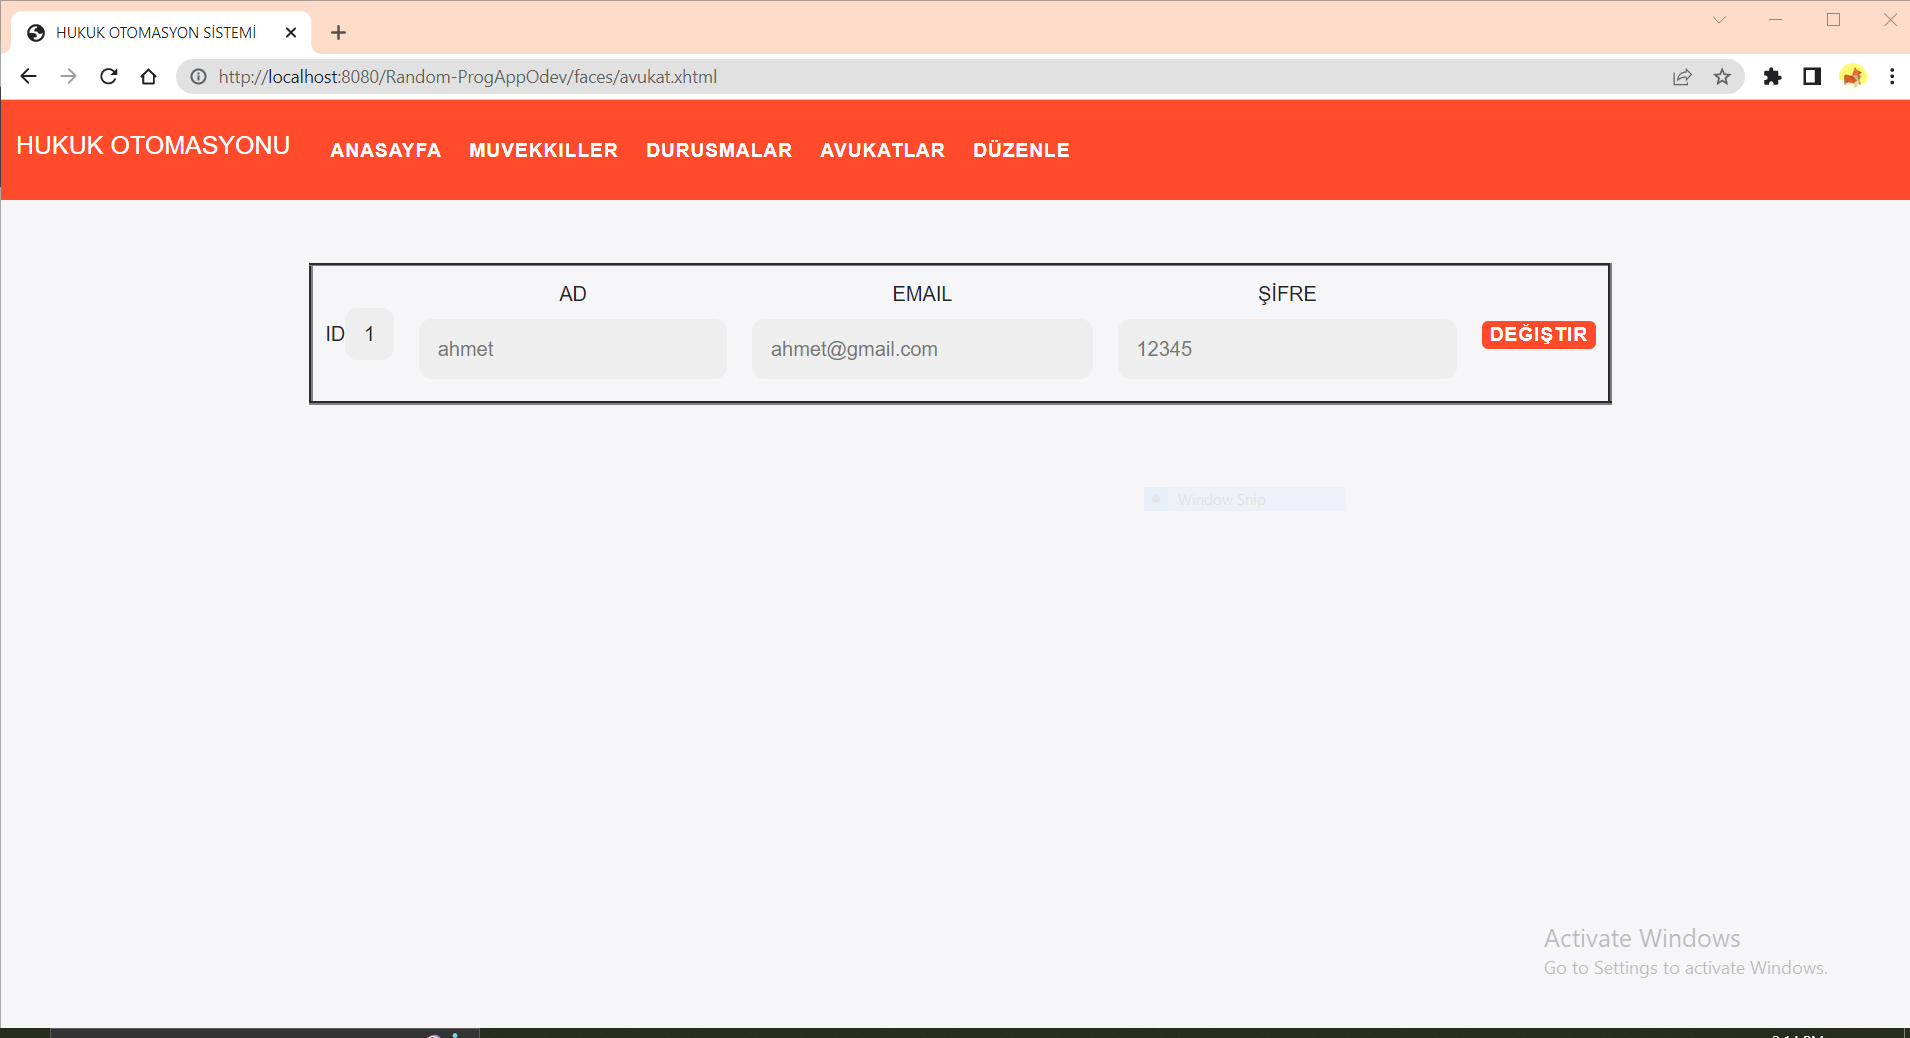 HUKUK OTOMASYON SİSTEMİ
http://localhost:8080/Random-ProgAppOdev/faces/avukat.xhtml
HUKUK OTOMASYONU ANASAYFA MUVEKKILLER DURUSMALAR AVUKATLAR DÜZENLE
AD EMAIL ŞİFRE
ID 1 ahmet ahmet@gmail.com 12345 DEĞIŞTIR
Window Snip
Activate Windows
Go to Settings to activate Windows.